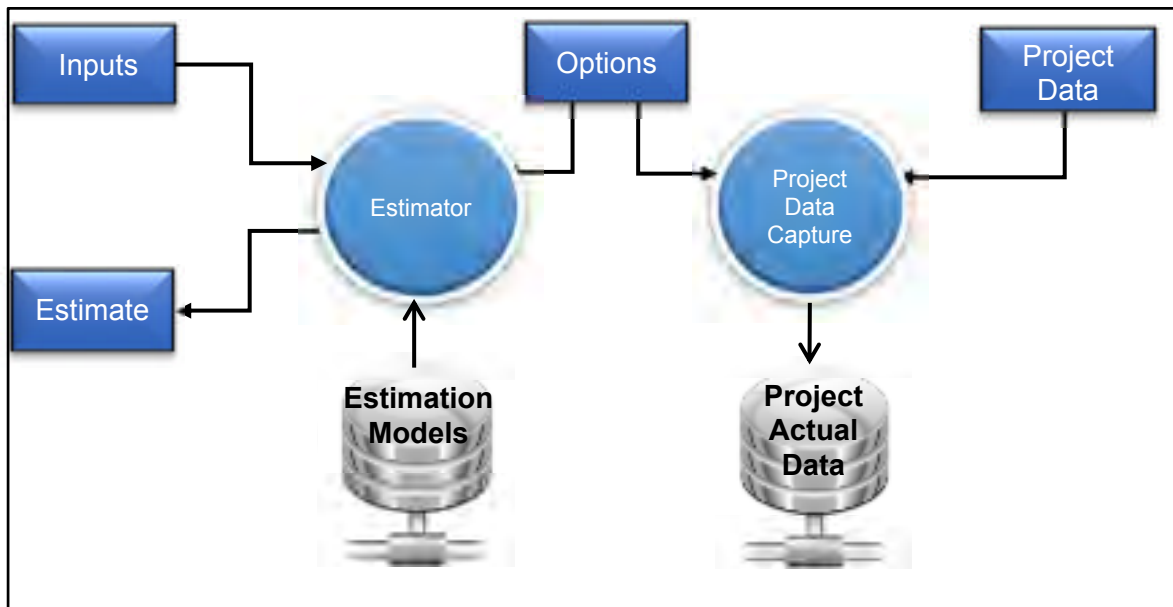 Inputs
Options
Project
Data
Estimator
Project
Data
Capture
Estimate
Estimation
Models
Project
Actual
Data